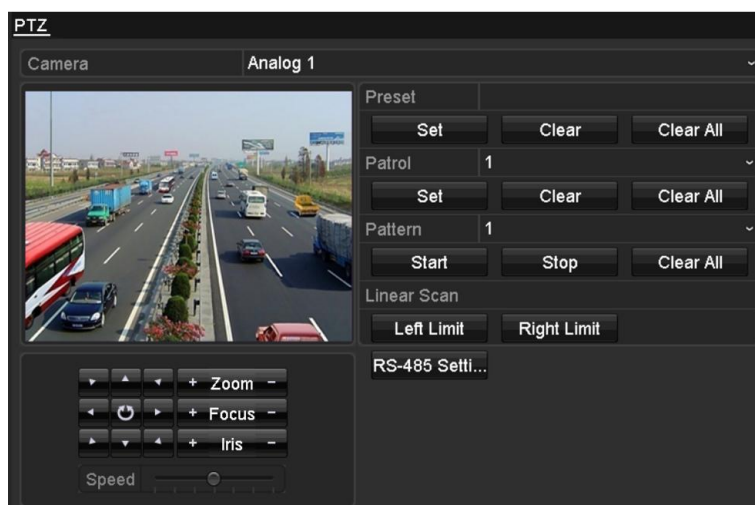 PTZ
Camera Analog 1
Preset
Set Clear Clear All
Patrol 1
Set Clear Clear All
Pattern 1
Start Stop Clear All
Linear Scan
Left Limit Right Limit
RS-485 Setti...
+ Zoom -
+ Focus -
+ Iris -
Speed